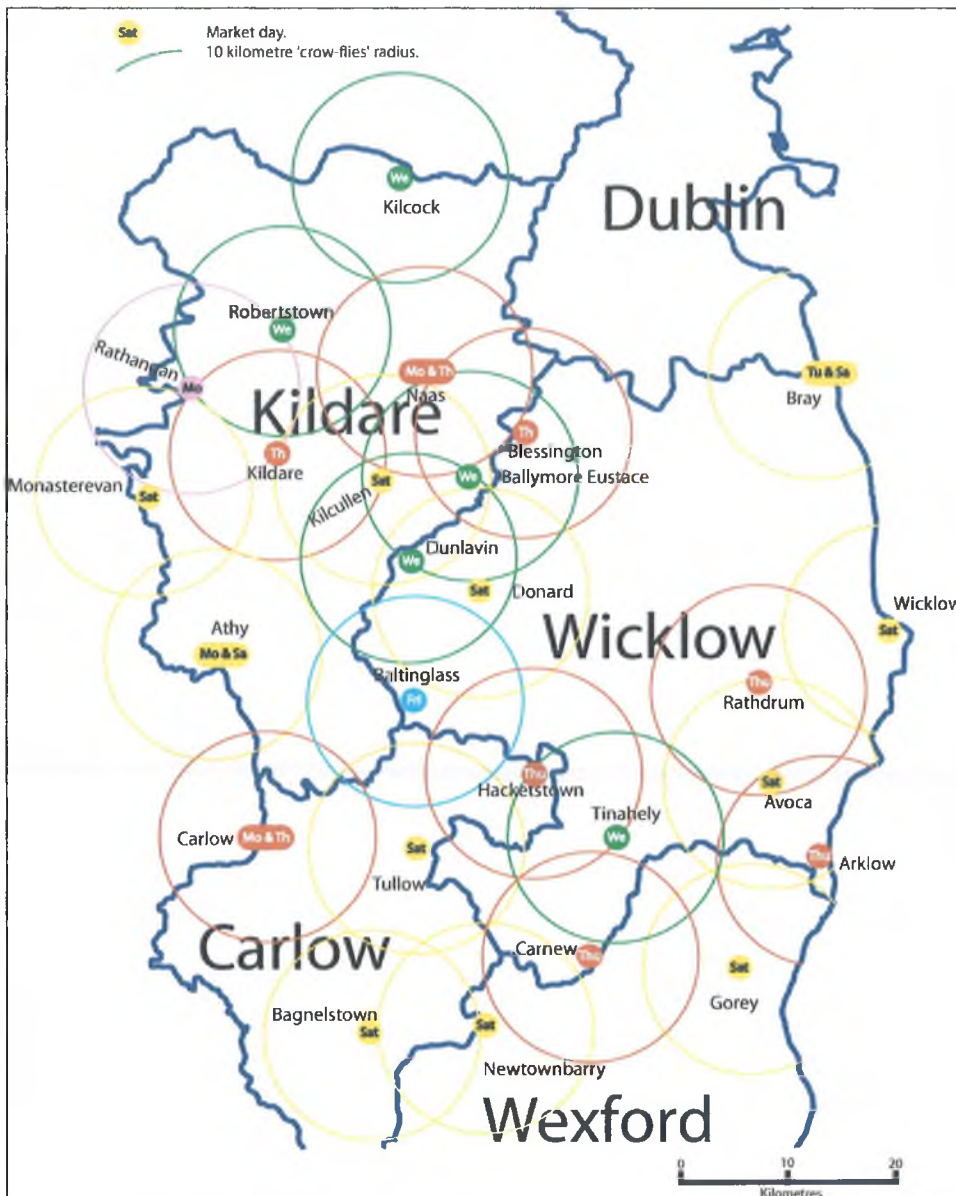 Sat Market day.
10 kilometre 'crow-flies' radius.
We
Kilcock
Dublin
Robertstown
We
Rathangan
Mo
Mo & Th
Naas
Tu & Sa
Bray
Kildare
Th
Kildare
Th
Blessington
Ballymore Eustace
We
Monasterevan
Sat
Kilcullen
Sat
Dunlavin
We
Sat
Donard
Wicklow
Sat
Wicklow
Athy
Mo & Sa
Baltinglass
Fri
Thu
Rathdrum
Thu
Hacketstown
Tinahely
We
Sat
Avoca
Carlow
Mo & Th
Sat
Tullow
Thu
Arklow
Carlow
Carnew
Thu
Sat
Gorey
Bagnelstown
Sat
Sat
Newtownbarry
Wexford
0 10 20
Kilometres